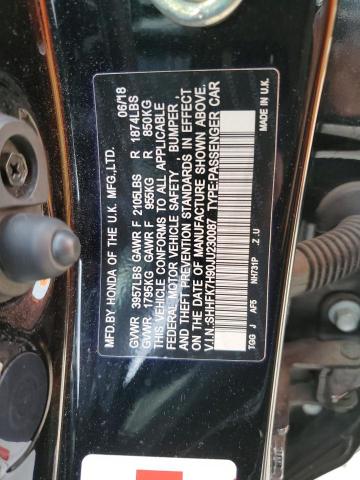 MFD.BY HONDA OF THE U.K. MFG.,LTD. 06/18
GVWR 3957LBS GAWR F 2105LBS R 1874LBS
GVWR 1795KG GAWR F 955KG R 850KG
THIS VEHICLE CONFORMS TO ALL APPLICABLE
FEDERAL MOTOR VEHICLE SAFETY , BUMPER ,
AND THEFT PREVENTION STANDARDS IN EFFECT
ON THE DATE OF MANUFACTURE SHOWN ABOVE.
V.I.N.:SHHFK7H90JU230087 TYPE:PASSENGER CAR
TGG J AF5 NH731P .Z.U MADE IN U.K.